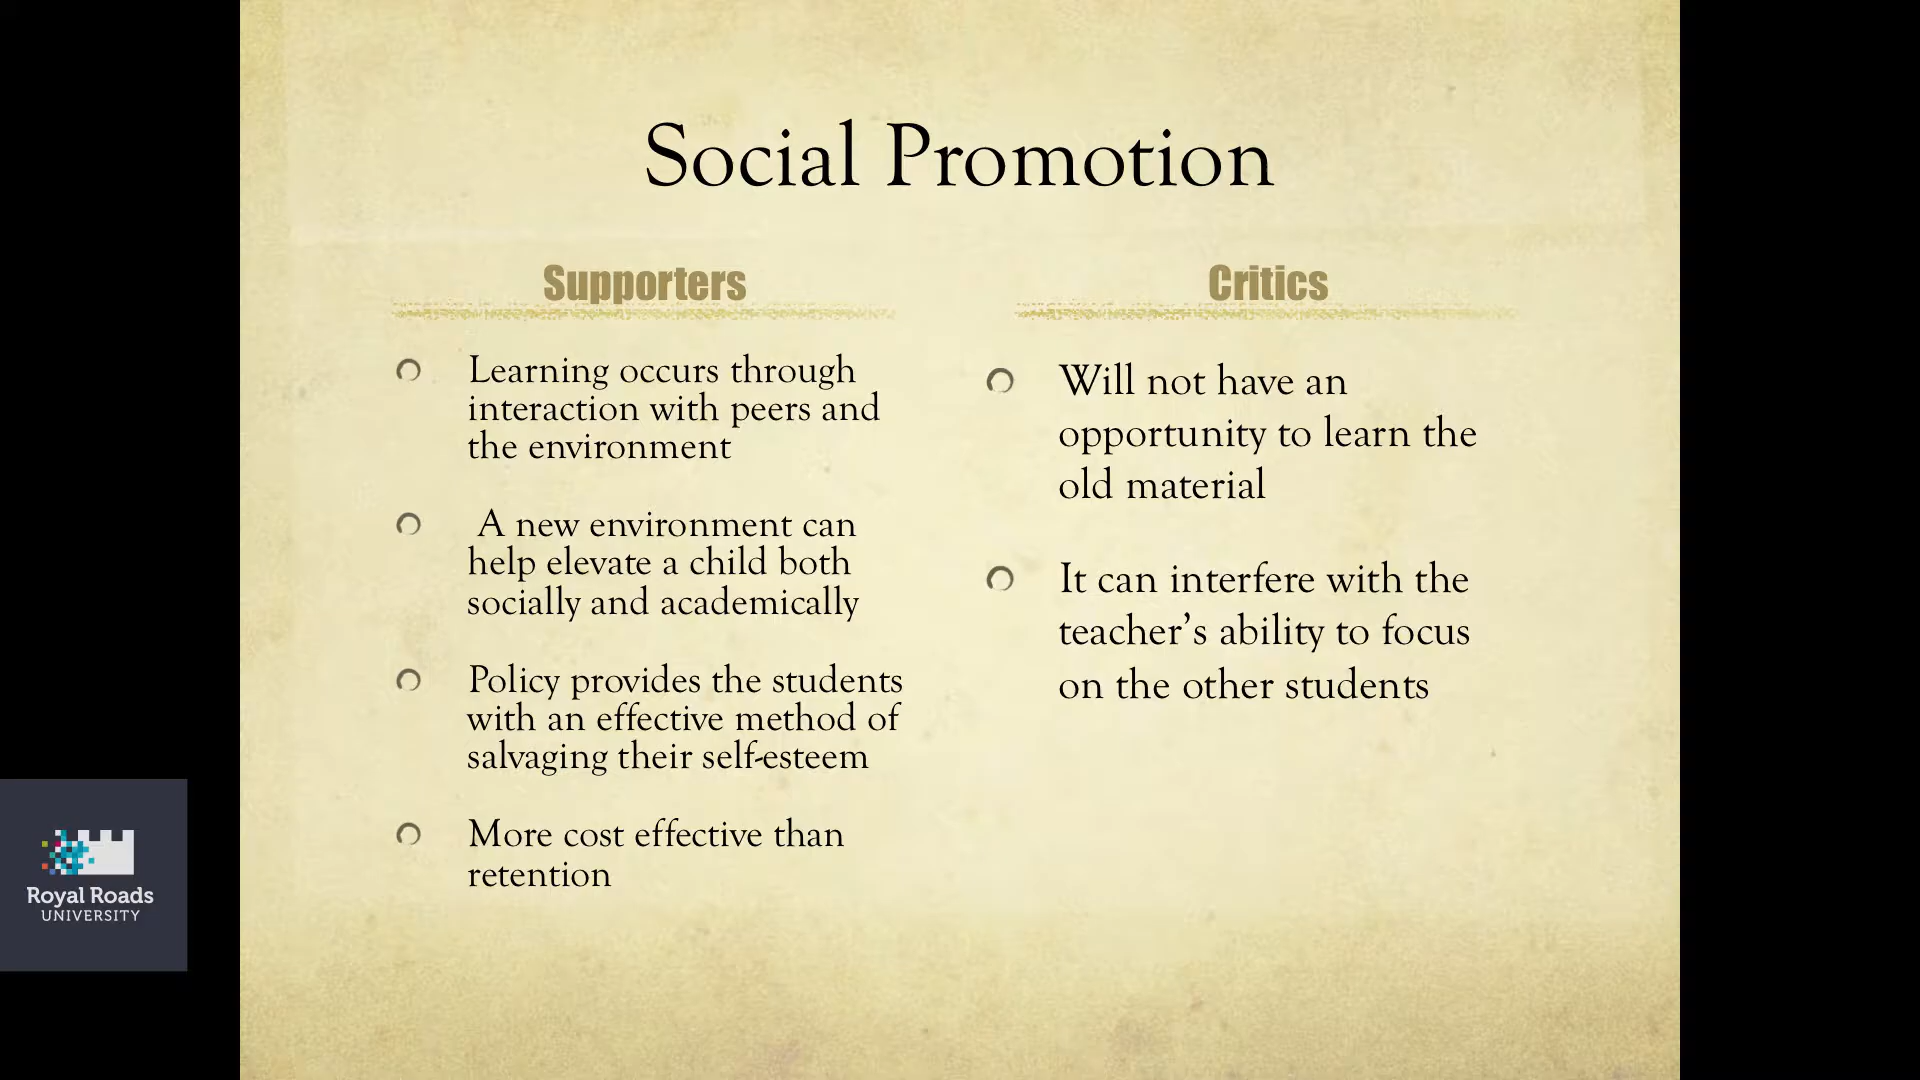 Social Promotion
Supporters
Learning occurs through
interaction with peers and
the environment
A new environment can
help elevate a child both
socially and academically
Policy provides the students
with an effective method of
salvaging their self-esteem
More cost effective than
retention
Critics
Will not have an
opportunity to learn the
old material
It can interfere with the
teacher’s ability to focus
on the other students
Royal Roads
UNIVERSITY